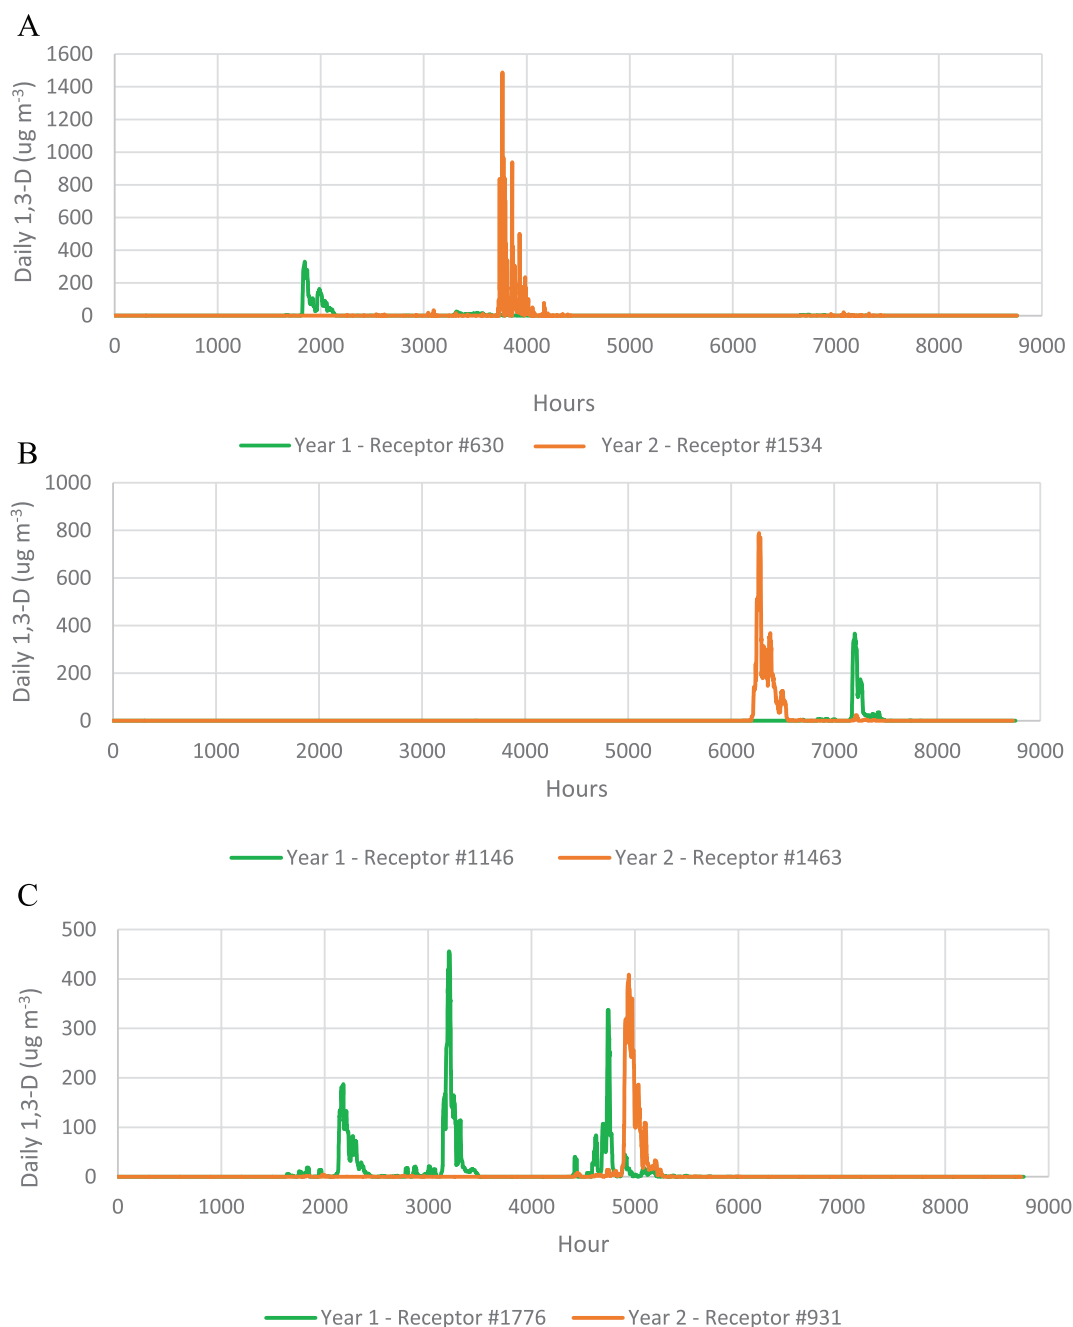 A
1600
1400
1200
1000
800
600
400
200
0
Daily 1,3-D (ug m-3)
0 1000 2000 3000 4000 5000 6000 7000 8000 9000
Hours
Year 1 - Receptor #630 Year 2 - Receptor #1534
B
1000
800
600
400
200
0
Daily 1,3-D (ug m-3)
0 1000 2000 3000 4000 5000 6000 7000 8000 9000
Hours
Year 1 - Receptor #1146 Year 2 - Receptor #1463
C
500
400
300
200
100
0
Daily 1,3-D (ug m-3)
0 1000 2000 3000 4000 5000 6000 7000 8000 9000
Hour
Year 1 - Receptor #1776 Year 2 - Receptor #931